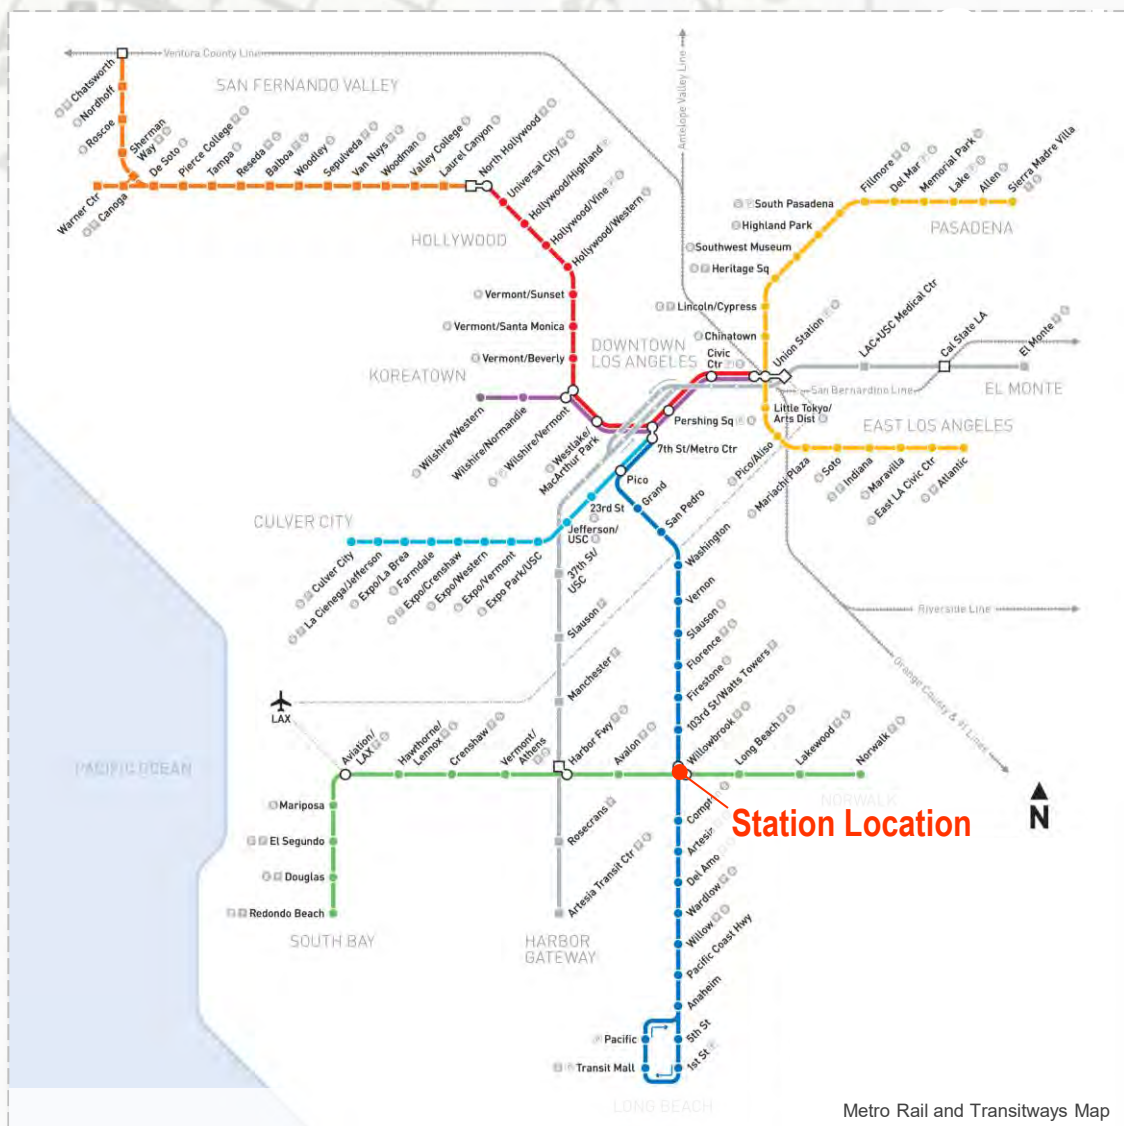 Ventura County Line
SAN FERNANDO VALLEY
Antelope Valley Line
Chatsworth
Nordhoff
Roscoe
Sherman
Way
Warner Ctr
Canoga
De Soto
Pierce College
Tampa
Reseda
Balboa
Woodley
Sepulveda
Van Nuys
Woodman
Valley College
Laurel Canyon
North Hollywood
Universal City
Hollywood/Highland
Hollywood/Vine
Hollywood/Western
HOLLYWOOD
Vermont/Sunset
Vermont/Santa Monica
Vermont/Beverly
KOREATOWN
Wilshire/Western
Wilshire/Normandie
Wilshire/Vermont
Westlake/
MacArthur Park
DOWNTOWN
LOS ANGELES
Civic
Ctr
Pershing Sq
7th St/Metro Ctr
Fillmore
Del Mar
Memorial Park
Lake
Allen
Sierra Madre Villa
PASADENA
South Pasadena
Highland Park
Southwest Museum
Heritage Sq
Lincoln/Cypress
Chinatown
Union Station
LAC+USC Medical Ctr
Cal State LA
El Monte
San Bernardino Line
EL MONTE
Little Tokyo/
Arts Dist
EAST LOS ANGELES
Pico/Aliso
Mariachi Plaza
Soto
Indiana
Maravilla
East LA Civic Ctr
Atlantic
CULVER CITY
Culver City
La Cienega/Jefferson
Expo/La Brea
Farmdale
Expo/Crenshaw
Expo/Western
Expo/Vermont
Expo Park/USC
Jefferson/
USC
23rd St
Pico
Grand
San Pedro
Washington
Vernon
Slauson
Florence
Firestone
103rd St/Watts Towers
37th St/
USC
Slauson
Manchester
Riverside Line
Orange County & 91 Lines
LAX
Aviation/
LAX
Hawthorne/
Lennox
Crenshaw
Vermont/
Athens
Harbor Fwy
Avalon
Willowbrook
Long Beach
Lakewood
Norwalk
NORWALK
PACIFIC OCEAN
Mariposa
El Segundo
Douglas
Redondo Beach
SOUTH BAY
Rosecrans
Artesia Transit Ctr
HARBOR
GATEWAY
Station Location
N
Del Amo
Wardlow
Willow
Pacific Coast Hwy
Anaheim
5th St
1st St
Pacific
Transit Mall
LONG BEACH
Metro Rail and Transitways Map